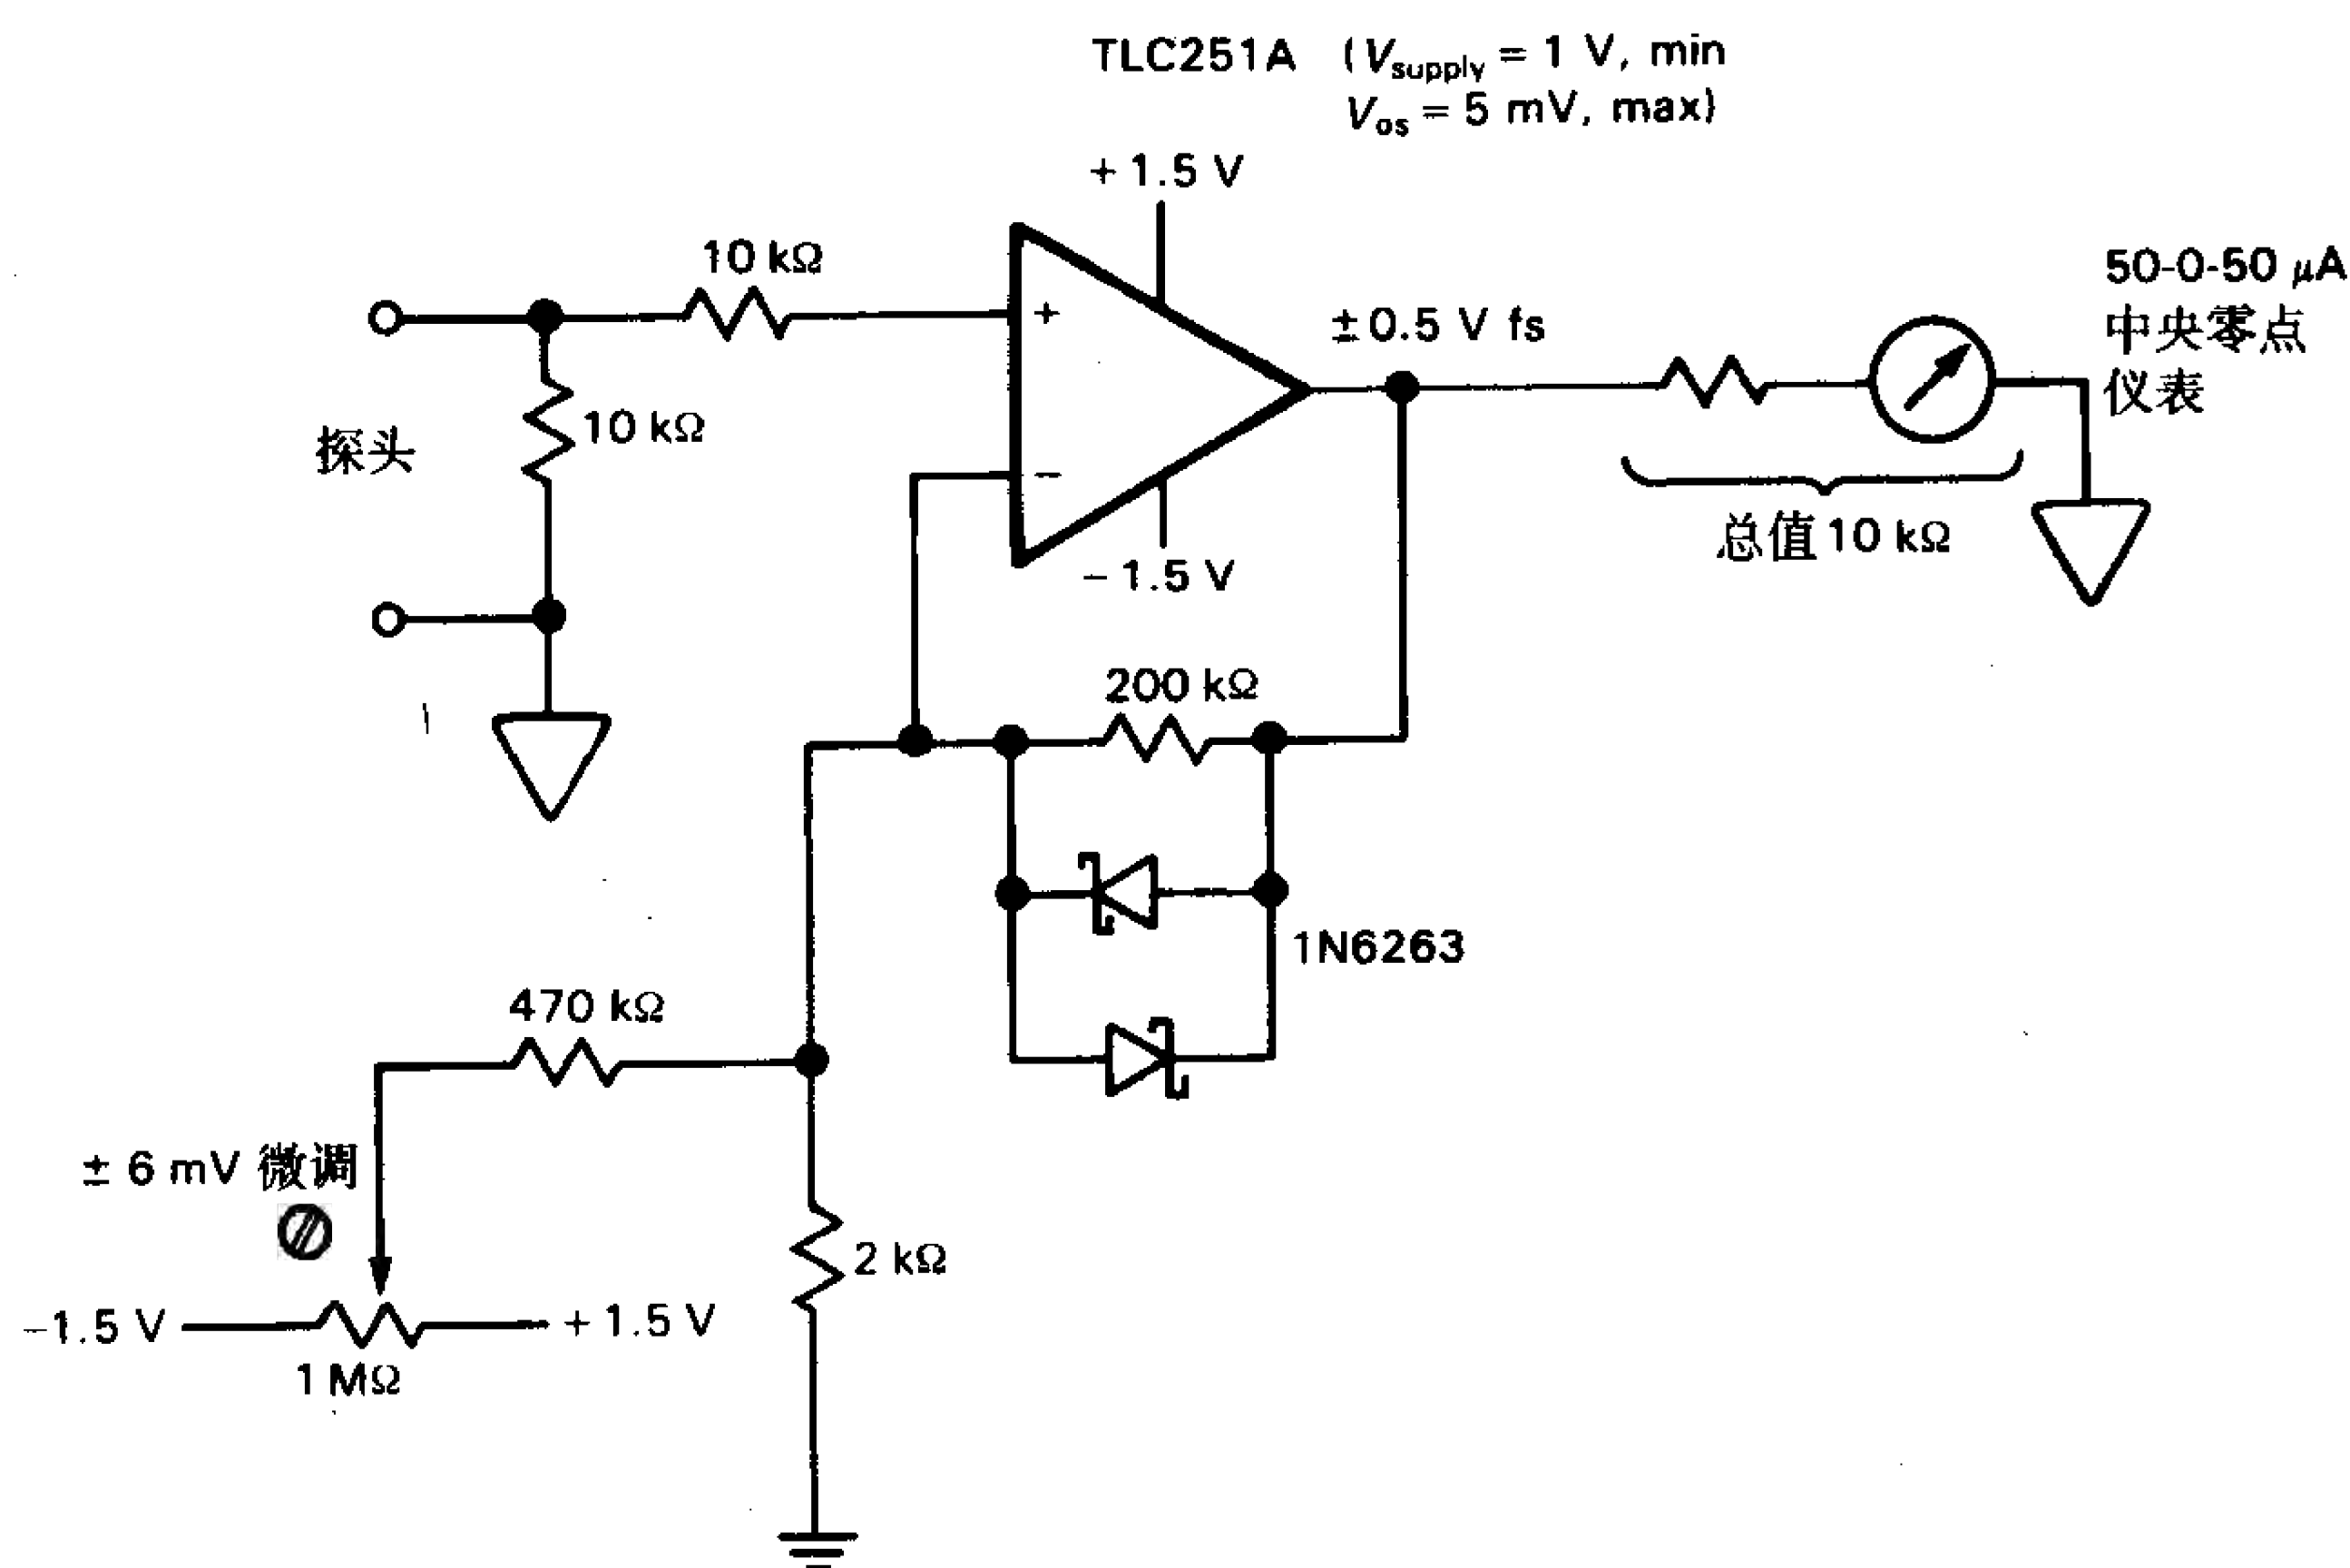 TLC251A (Vsupply = 1 V, min
Vos = 5 mV, max)
+ 1.5 V
10 kΩ
+
± 0.5 V fs
50-0-50 μA
中央零点
仪表
探头
10 kΩ
−
− 1.5 V
总值 10 kΩ
200 kΩ
1N6263
470 kΩ
± 6 mV 微调
2 kΩ
−1.5 V
+ 1.5 V
1 MΩ